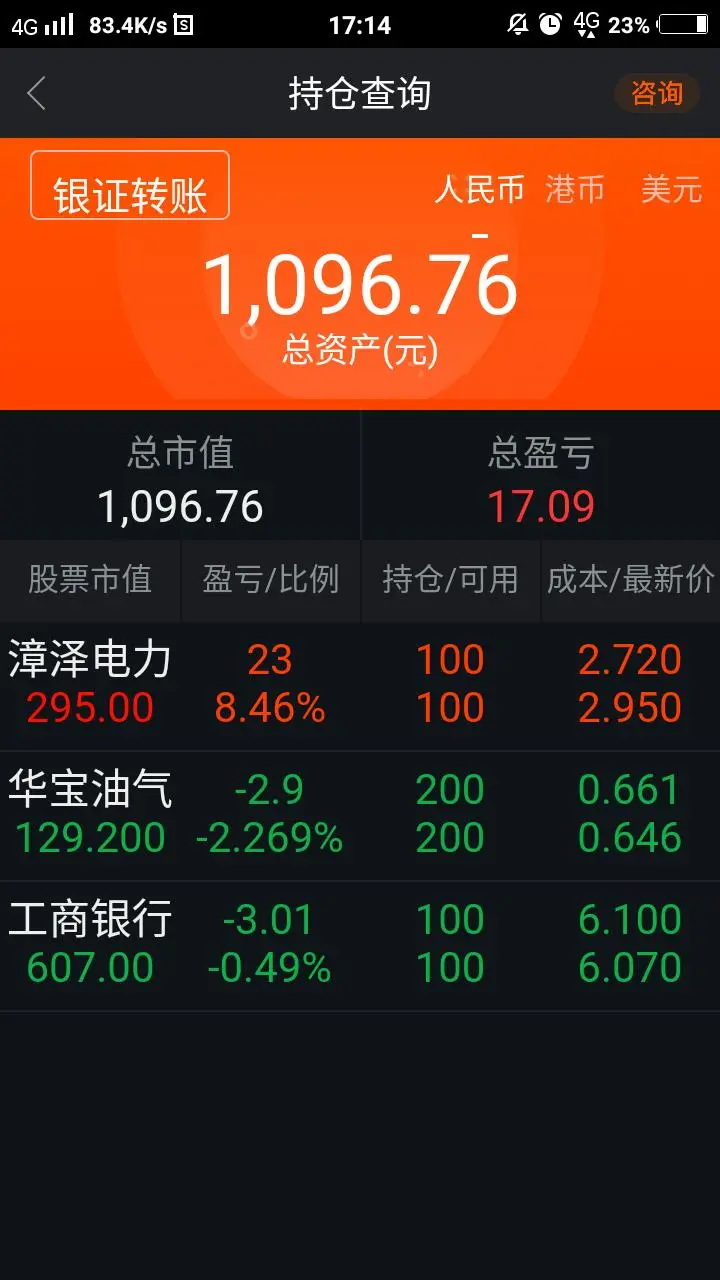 4G 83.4K/s S 17:14 4G 23%
持仓查询 咨询
银证转账 人民币 港币 美元
1,096.76
总资产(元)
总市值 总盈亏
1,096.76 17.09
股票市值 盈亏/比例 持仓/可用 成本/最新价
漳泽电力 23 100 2.720
295.00 8.46% 100 2.950
华宝油气 -2.9 200 0.661
129.200 -2.269% 200 0.646
工商银行 -3.01 100 6.100
607.00 -0.49% 100 6.070